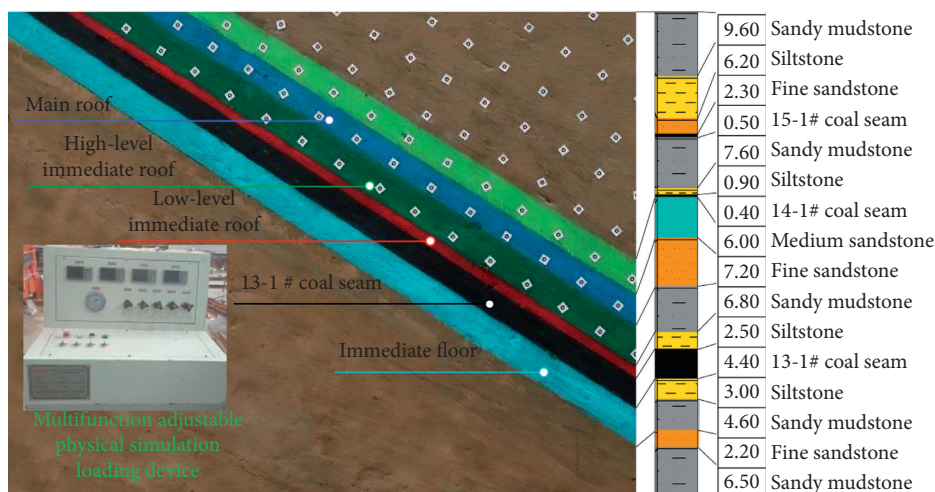 Main roof
High-level
immediate roof
Low-level
immediate roof
13-1 # coal seam
Immediate floor
Multifunction adjustable
physical simulation
loading device
9.60 Sandy mudstone
6.20 Siltstone
2.30 Fine sandstone
0.50 15-1# coal seam
7.60 Sandy mudstone
0.90 Siltstone
0.40 14-1# coal seam
6.00 Medium sandstone
7.20 Fine sandstone
6.80 Sandy mudstone
2.50 Siltstone
4.40 13-1# coal seam
3.00 Siltstone
4.60 Sandy mudstone
2.20 Fine sandstone
6.50 Sandy mudstone